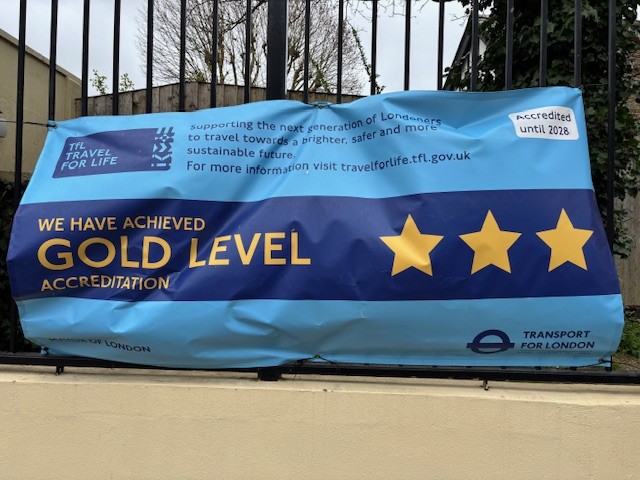 TfL
TRAVEL
FOR LIFE
Supporting the next generation of Londoners
to travel towards a brighter, safer and more
sustainable future.
For more information visit travelforlife.tfl.gov.uk
Accredited
until 2028
WE HAVE ACHIEVED
GOLD LEVEL
ACCREDITATION
OF LONDON
TRANSPORT
FOR LONDON